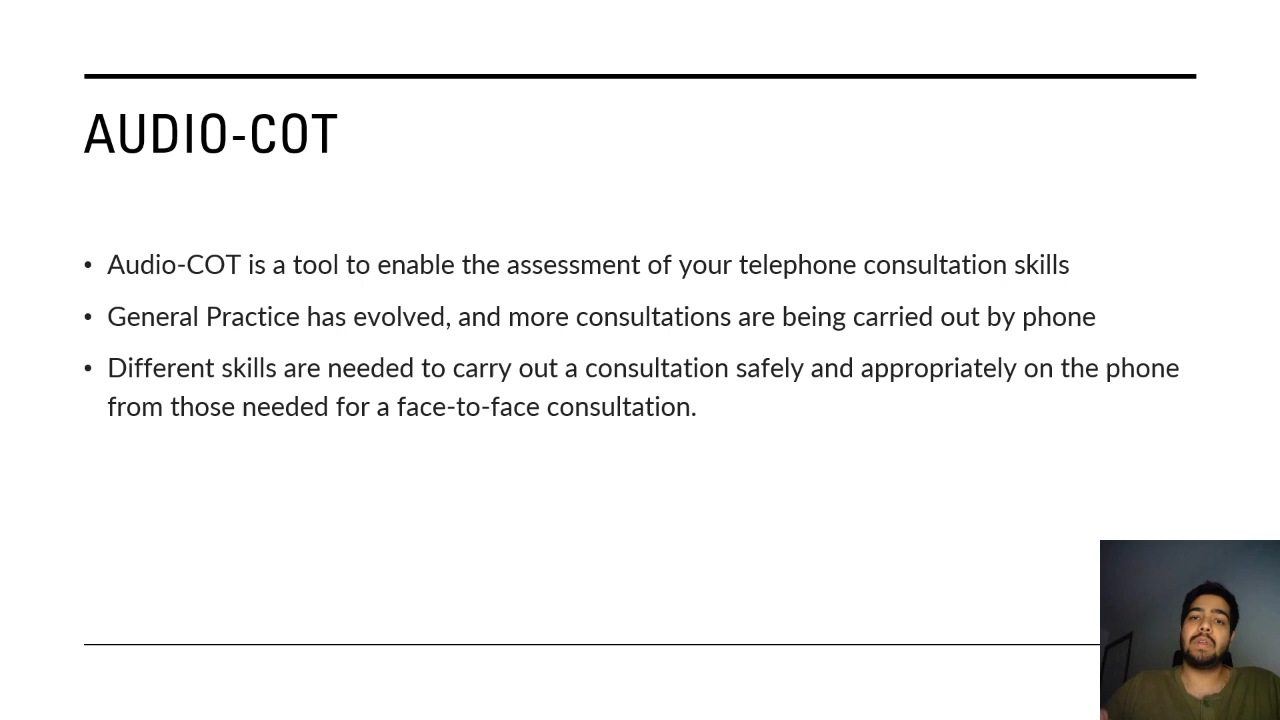 AUDIO-COT
• Audio-COT is a tool to enable the assessment of your telephone consultation skills
• General Practice has evolved, and more consultations are being carried out by phone
• Different skills are needed to carry out a consultation safely and appropriately on the phone
from those needed for a face-to-face consultation.